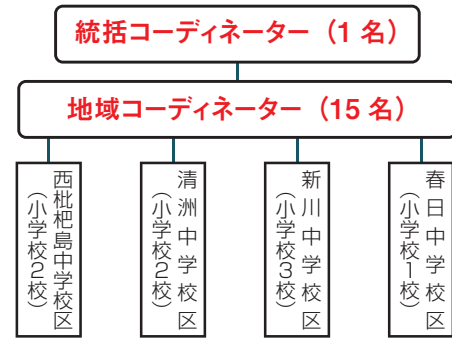 統括コーディネーター（1名）
地域コーディネーター（15名）
西枇杷島中学校区
（小学校2校）
清洲中学校区
（小学校2校）
新川中学校区
（小学校3校）
春日中学校区
（小学校1校）